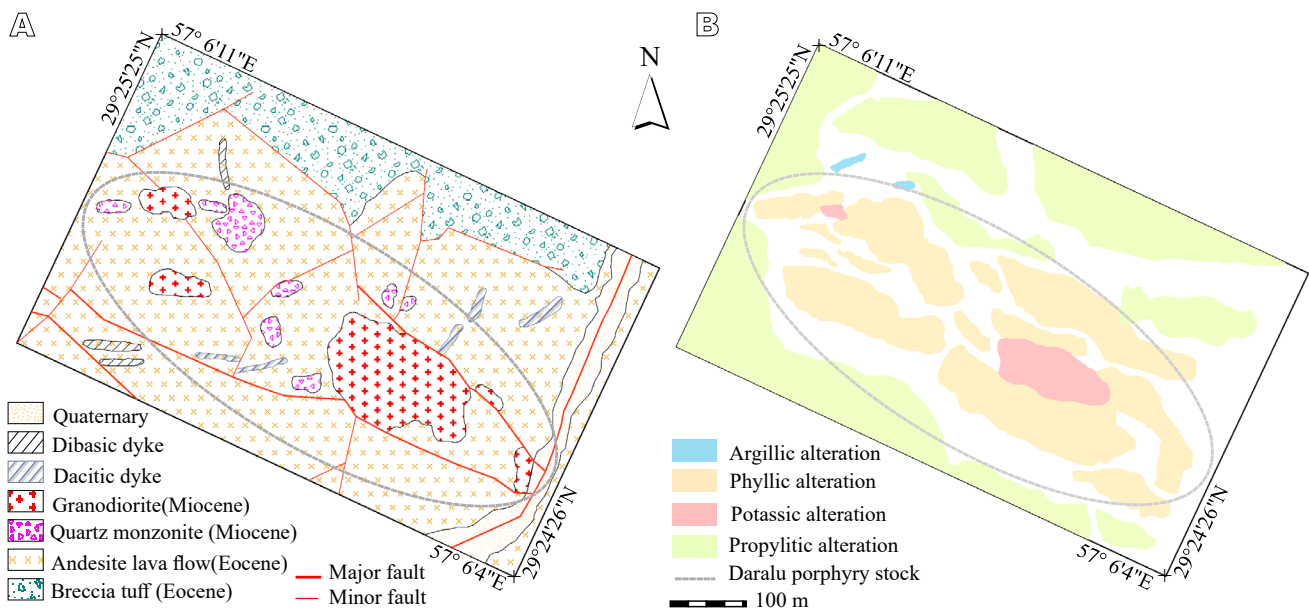 A
57° 6'11"E
29°25'25"N
Quaternary
Dibasic dyke
Dacitic dyke
Granodiorite(Miocene)
Quartz monzonite (Miocene)
Andesite lava flow(Eocene)
Breccia tuff (Eocene)
Major fault
Minor fault
57° 6'4"E
29°24'26"N
N
B
57° 6'11"E
29°25'25"N
Argillic alteration
Phyllic alteration
Potassic alteration
Propylitic alteration
Daralu porphyry stock
100 m
57° 6'4"E
29°24'26"N